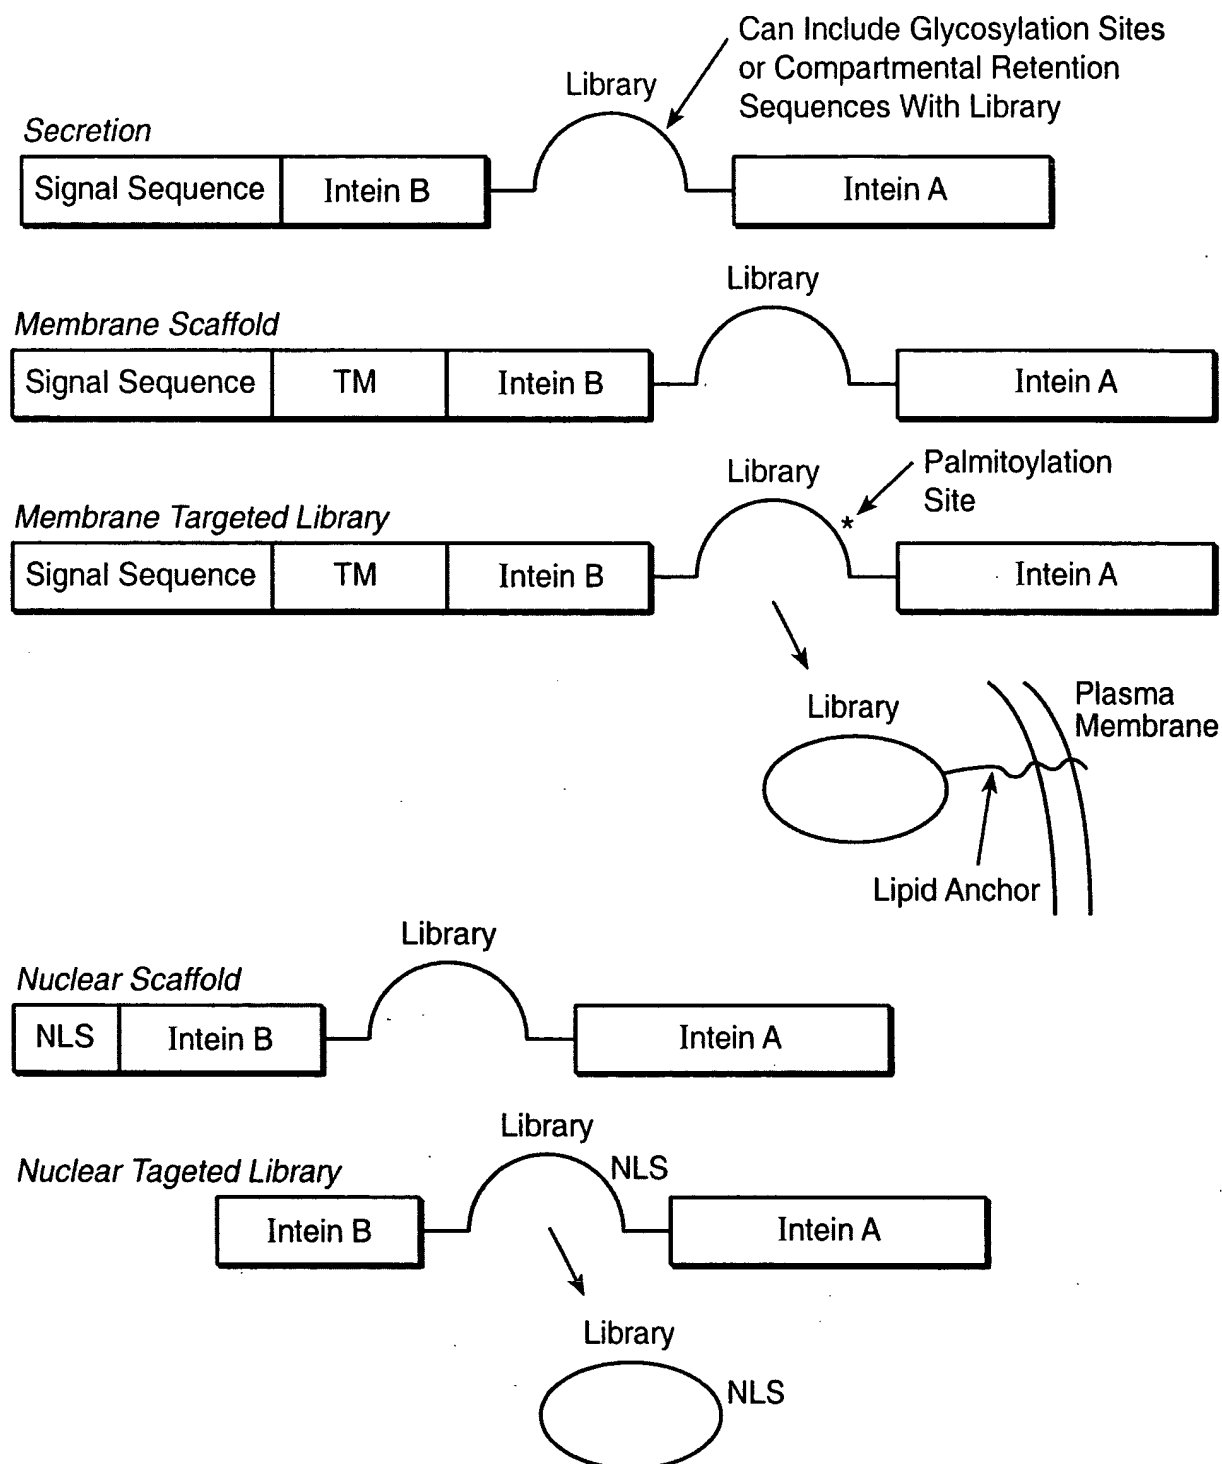 Can Include Glycosylation Sites
or Compartmental Retention
Sequences With Library
Library
Secretion
Signal Sequence
Intein B
Intein A
Library
Membrane Scaffold
Signal Sequence
TM
Intein B
Intein A
Library
Palmitoylation
Site
Membrane Targeted Library
*
Signal Sequence
TM
Intein B
Intein A
Library
Plasma
Membrane
Lipid Anchor
Library
Nuclear Scaffold
NLS
Intein B
Intein A
Library
Nuclear Tageted Library
NLS
Intein B
Intein A
Library
NLS